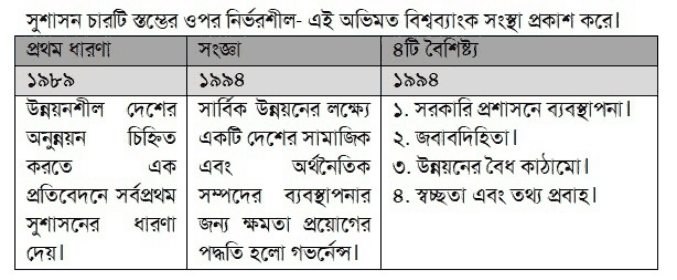 সুশাসন চারটি স্তম্ভের ওপর নির্ভরশীল- এই অভিমত বিশ্বব্যাংক সংস্থা প্রকাশ করে।
প্রথম ধারণা
১৯৮৯
উন্নয়নশীল দেশের
অনুন্নয়ন চিহ্নিত
করতে এক
প্রতিবেদনে সর্বপ্রথম
সুশাসনের ধারণা
দেয়।
সংজ্ঞা
১৯৯৪
সার্বিক উন্নয়নের লক্ষ্যে
একটি দেশের সামাজিক
এবং অর্থনৈতিক
সম্পদের ব্যবস্থাপনার
জন্য ক্ষমতা প্রয়োগের
পদ্ধতি হলো গভর্নেন্স।
৪টি বৈশিষ্ট্য
১৯৯৪
১. সরকারি প্রশাসনে ব্যবস্থাপনা।
২. জবাবদিহিতা।
৩. উন্নয়নের বৈধ কাঠামো।
৪. স্বচ্ছতা এবং তথ্য প্রবাহ।